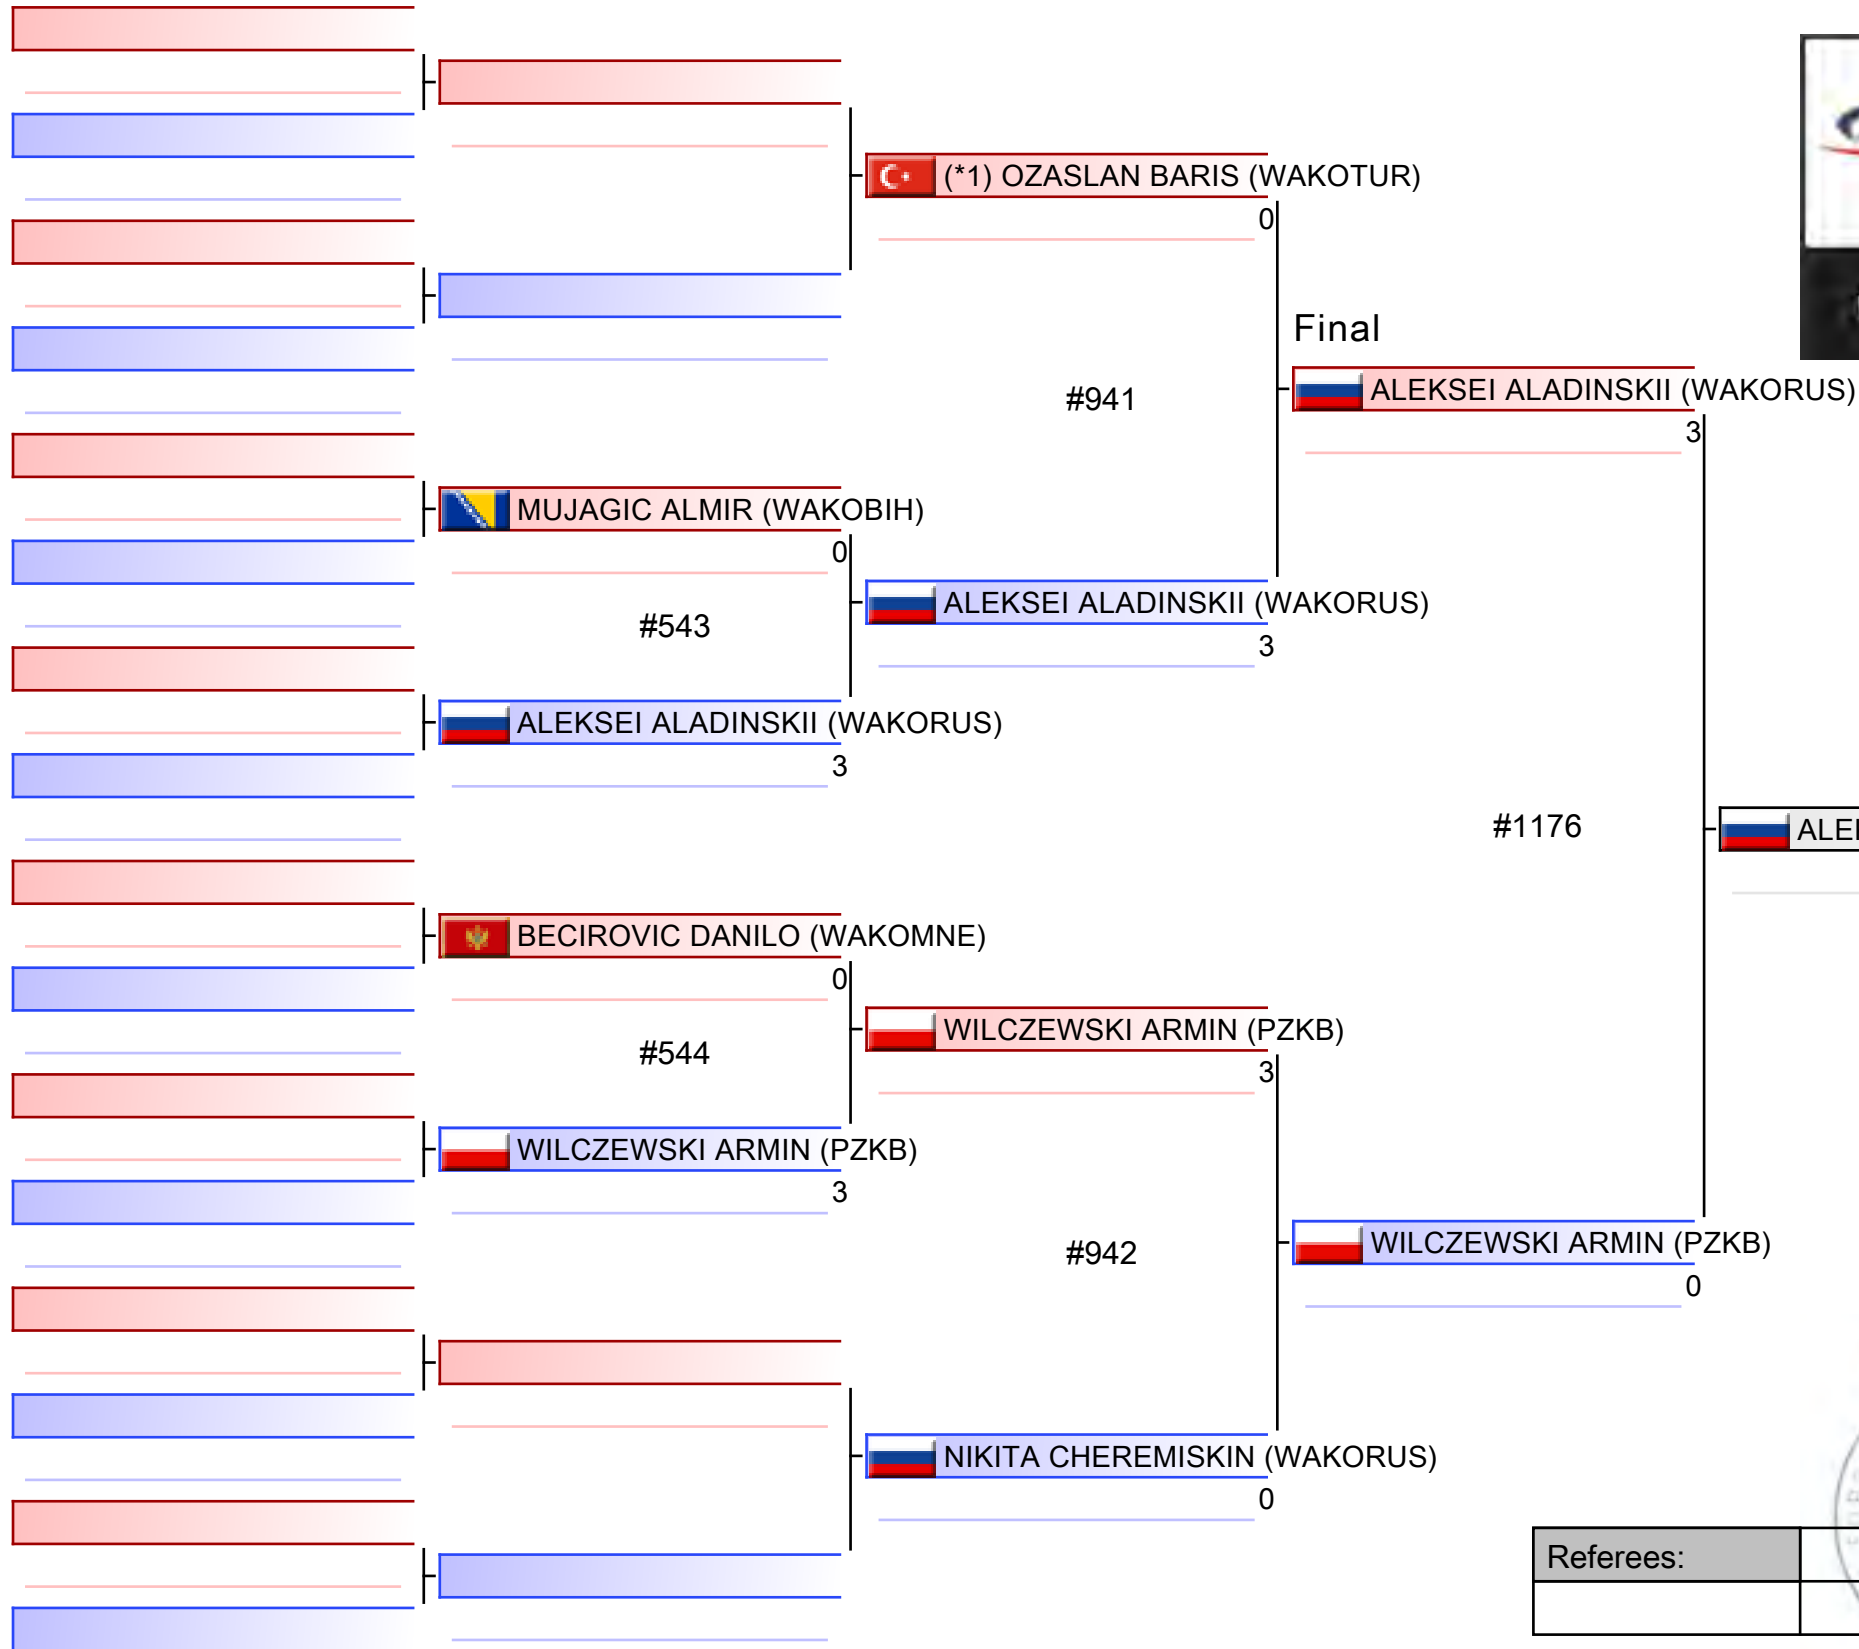 (*1) OZASLAN BARIS (WAKOTUR)
0
Final
#941
ALEKSEI ALADINSKII (WAKORUS)
3
MUJAGIC ALMIR (WAKOBIH)
0
#543
ALEKSEI ALADINSKII (WAKORUS)
3
ALEKSEI ALADINSKII (WAKORUS)
3
#1176
BECIROVIC DANILO (WAKOMNE)
0
#544
WILCZEWSKI ARMIN (PZKB)
3
WILCZEWSKI ARMIN (PZKB)
3
#942
WILCZEWSKI ARMIN (PZKB)
0
NIKITA CHEREMISKIN (WAKORUS)
0
Referees: